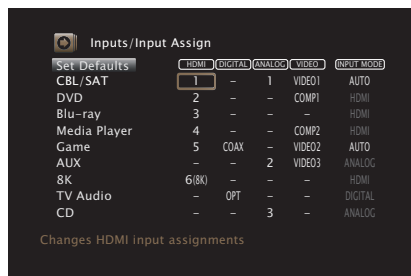 Inputs/Input Assign
Set Defaults HDMI DIGITAL ANALOG VIDEO INPUT MODE
CBL/SAT 1 – 1 VIDEO1 AUTO
DVD 2 – – COMP1 HDMI
Blu-ray 3 – – – HDMI
Media Player 4 – – COMP2 HDMI
Game 5 COAX – VIDEO2 AUTO
AUX – – 2 VIDEO3 ANALOG
8K 6(8K) – – – HDMI
TV Audio – OPT – – DIGITAL
CD – – 3 – ANALOG
Changes HDMI input assignments